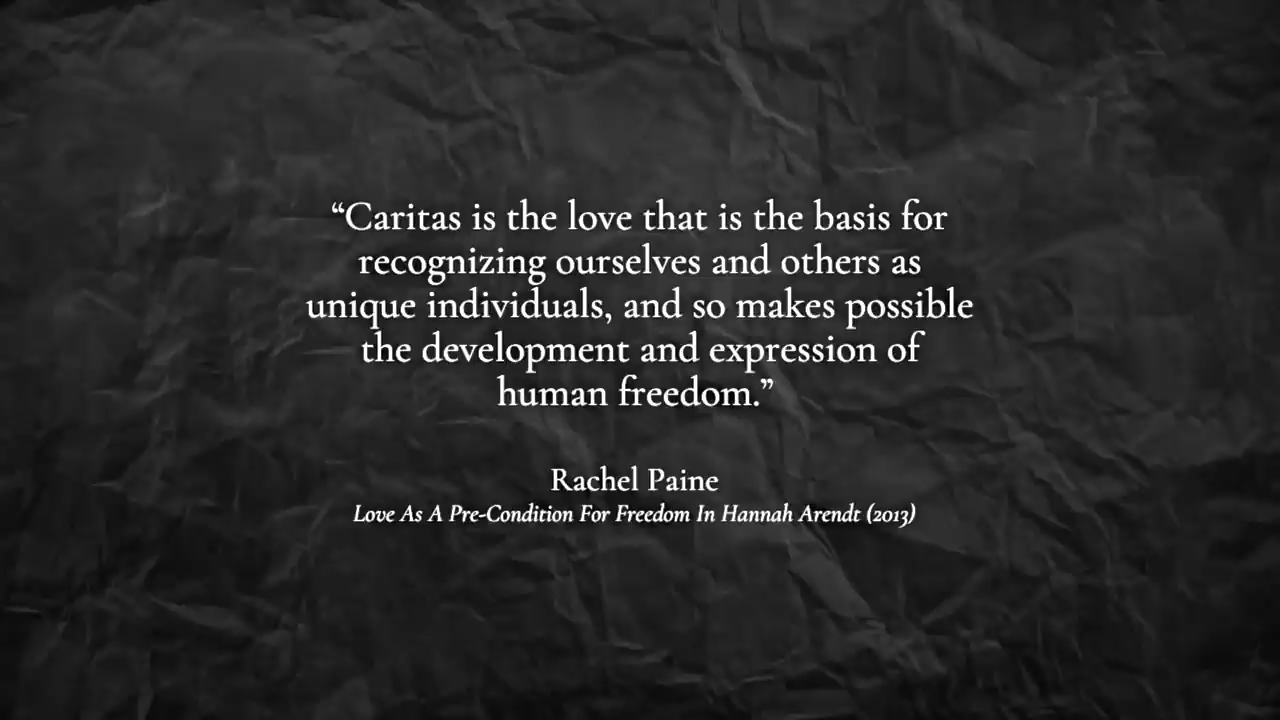 “Caritas is the love that is the basis for
recognizing ourselves and others as
unique individuals, and so makes possible
the development and expression of
human freedom.”
Rachel Paine
Love As A Pre-Condition For Freedom In Hannah Arendt (2013)